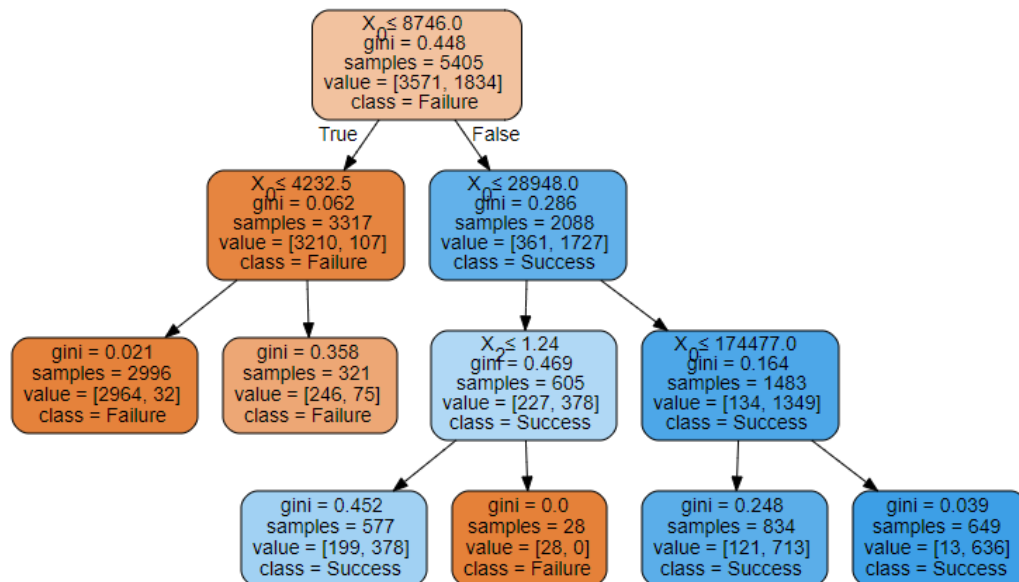 X0 ≤ 8746.0
gini = 0.448
samples = 5405
value = [3571, 1834]
class = Failure
True
False
X0 ≤ 4232.5
gini = 0.062
samples = 3317
value = [3210, 107]
class = Failure
X0 ≤ 28948.0
gini = 0.286
samples = 2088
value = [361, 1727]
class = Success
gini = 0.021
samples = 2996
value = [2964, 32]
class = Failure
gini = 0.358
samples = 321
value = [246, 75]
class = Failure
X2 ≤ 1.24
gini = 0.469
samples = 605
value = [227, 378]
class = Success
X0 ≤ 174477.0
gini = 0.164
samples = 1483
value = [134, 1349]
class = Success
gini = 0.452
samples = 577
value = [199, 378]
class = Success
gini = 0.0
samples = 28
value = [28, 0]
class = Failure
gini = 0.248
samples = 834
value = [121, 713]
class = Success
gini = 0.039
samples = 649
value = [13, 636]
class = Success